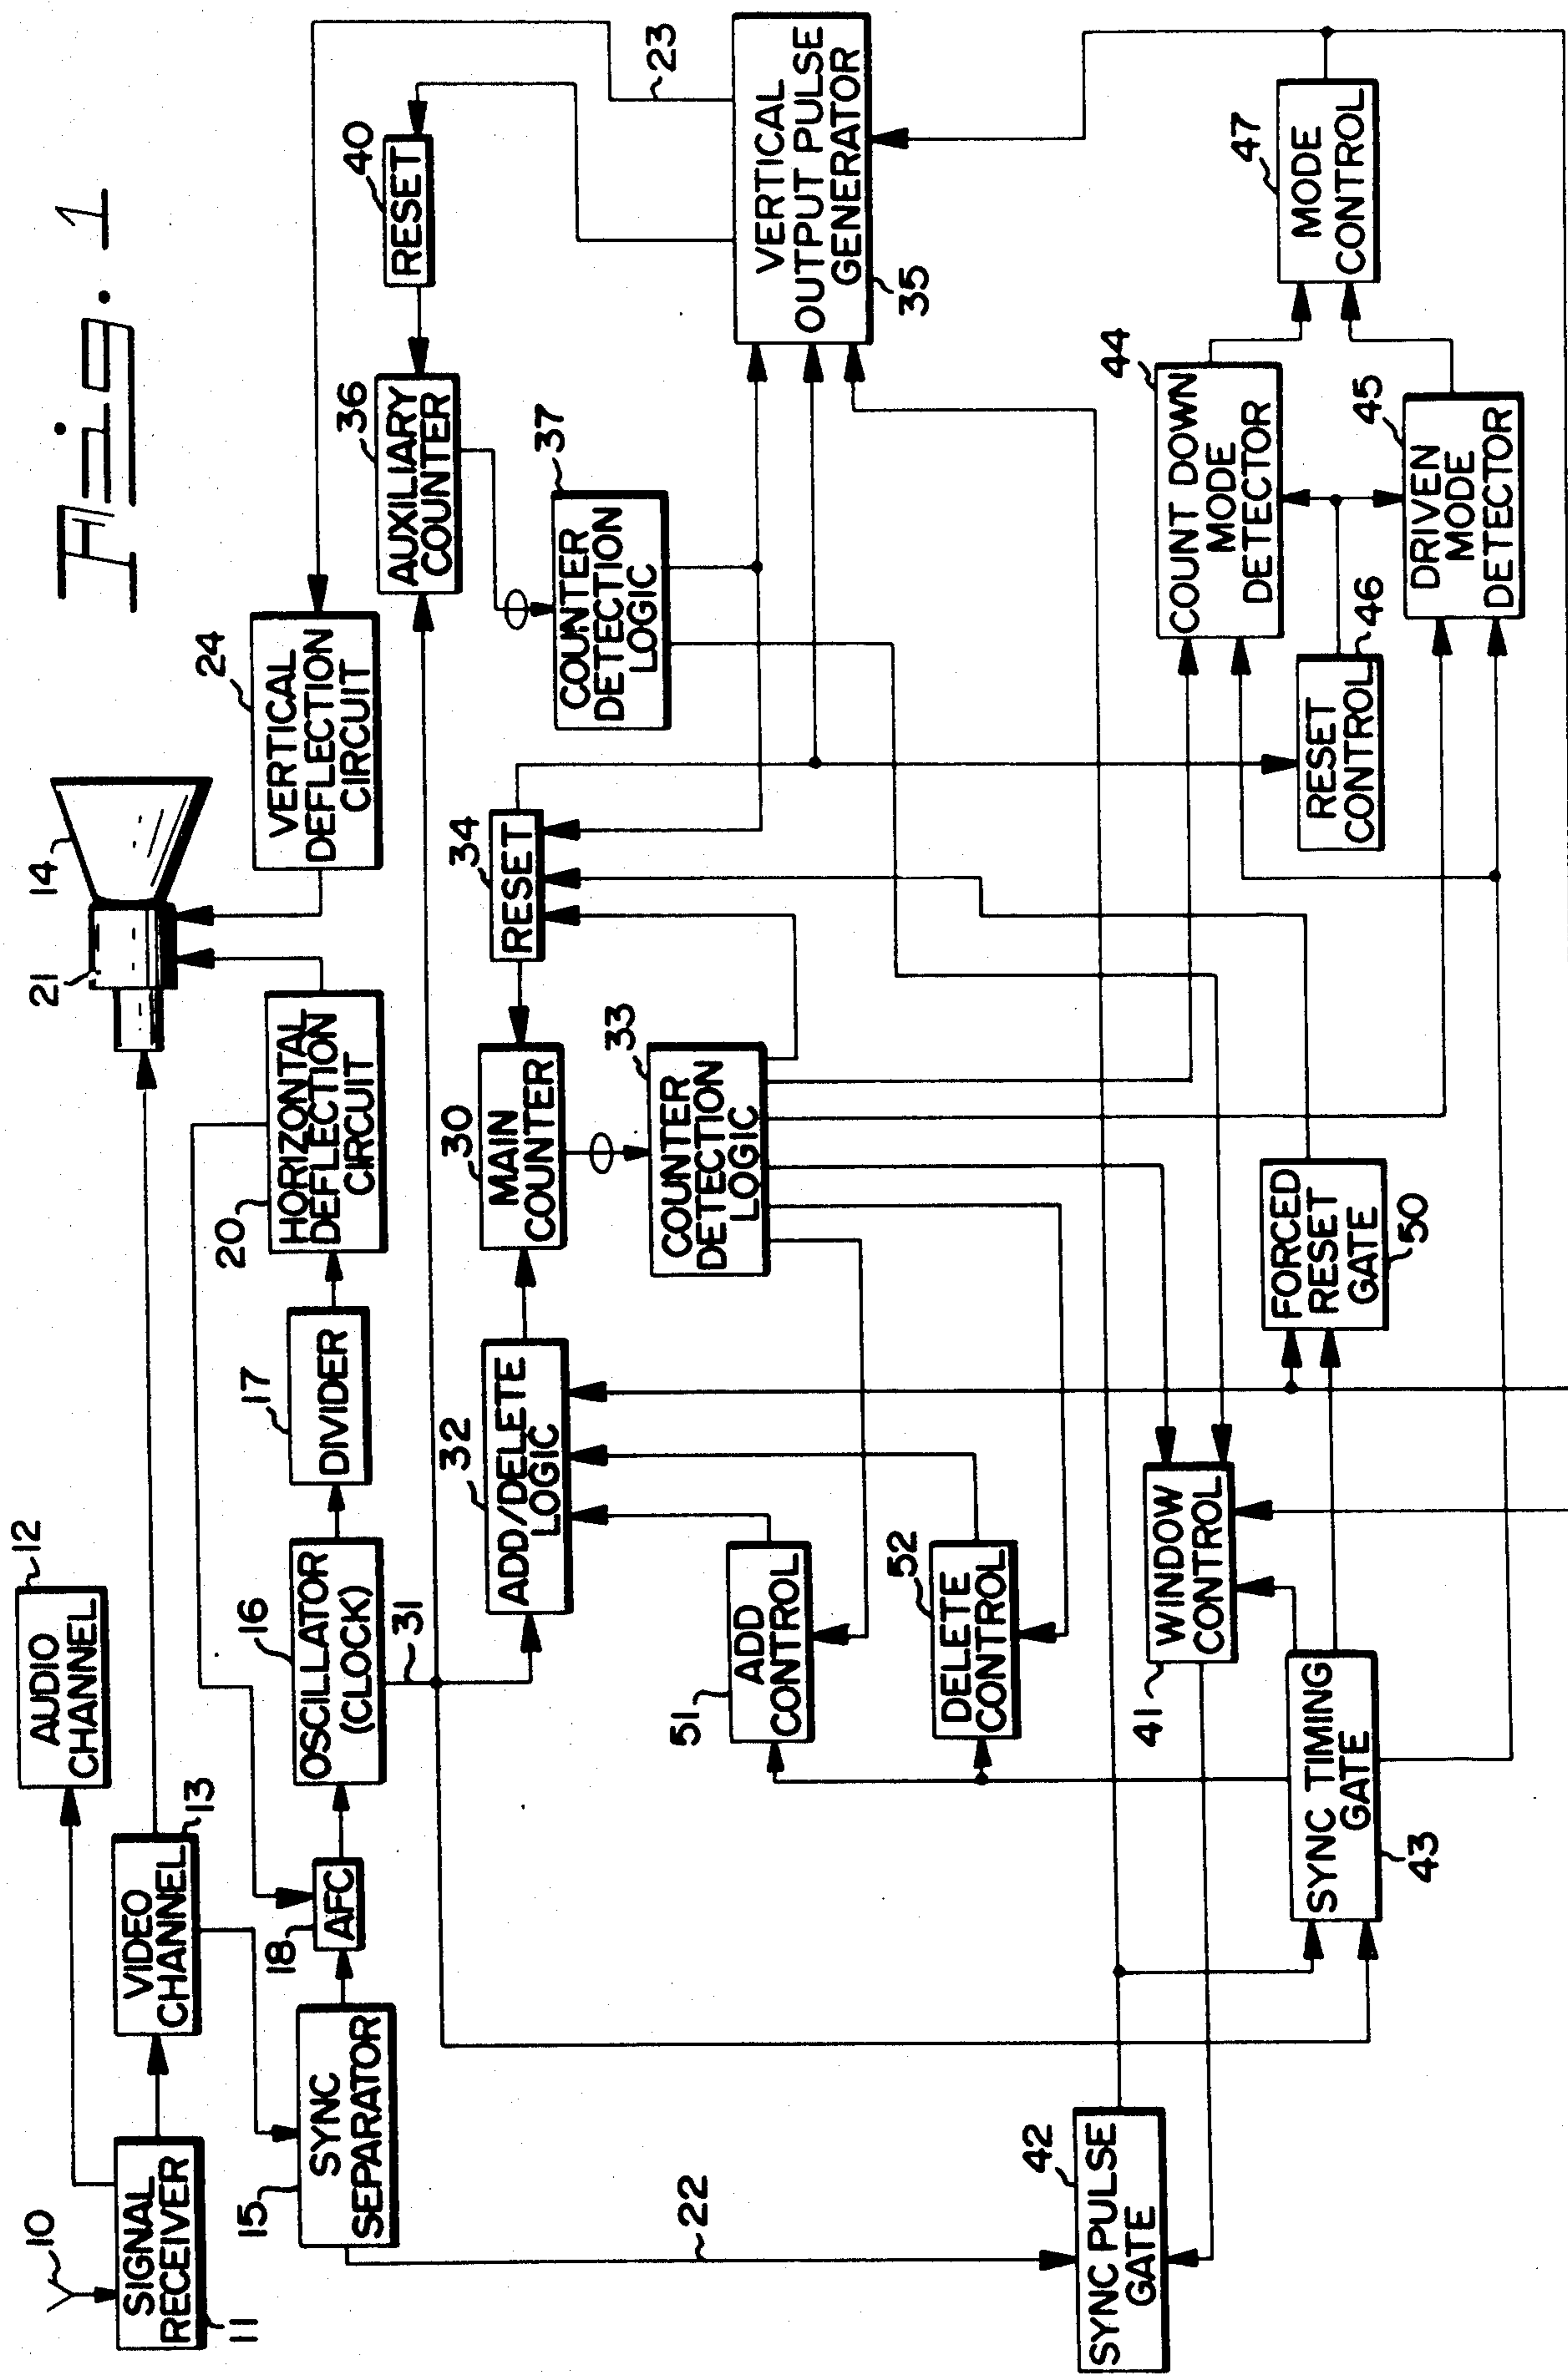 Fig. 1
10
SIGNAL
RECEIVER
11
AUDIO
CHANNEL
12
VIDEO
CHANNEL
13
14
21
SYNC
SEPARATOR
15
AFC
18
OSCILLATOR
(CLOCK)
16
DIVIDER
17
HORIZONTAL
DEFLECTION
CIRCUIT
20
VERTICAL
DEFLECTION
CIRCUIT
24
31
22
23
ADD/DELETE
LOGIC
32
MAIN
COUNTER
30
RESET
34
AUXILIARY
COUNTER
36
RESET
40
COUNTER
DETECTION
LOGIC
33
COUNTER
DETECTION
LOGIC
37
VERTICAL
OUTPUT PULSE
GENERATOR
35
ADD
CONTROL
51
DELETE
CONTROL
52
SYNC PULSE
GATE
42
WINDOW
CONTROL
41
SYNC TIMING
GATE
43
FORCED
RESET
GATE
50
RESET
CONTROL
46
COUNT DOWN
MODE
DETECTOR
44
DRIVEN
MODE
DETECTOR
45
MODE
CONTROL
47